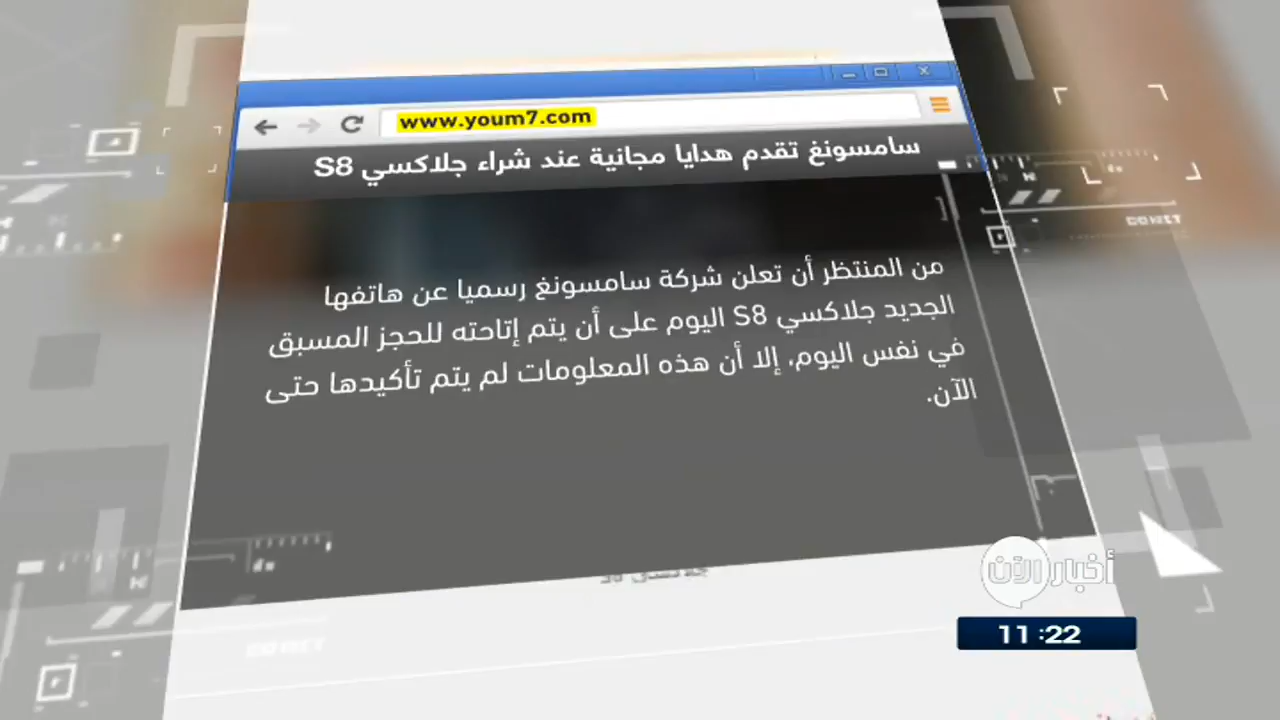 www.youm7.com
سامسونغ تقدم هدايا مجانية عند شراء جلاكسي S8
من المنتظر أن تعلن شركة سامسونغ رسميا عن هاتفها
الجديد جلاكسي S8 اليوم على أن يتم إتاحته للحجز المسبق
في نفس اليوم، إلا أن هذه المعلومات لم يتم تأكيدها حتى
الآن.
أخبار الآن
11:22